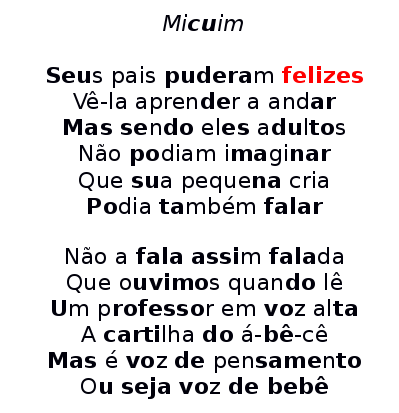 Micuim
Seus pais puderam felizes
Vê-la aprender a andar
Mas sendo eles adultos
Não podiam imaginar
Que sua pequena cria
Podia também falar
Não a fala assim falada
Que ouvimos quando lê
Um professor em voz alta
A cartilha do á-bê-cê
Mas é voz de pensamento
Ou seja voz de bebê